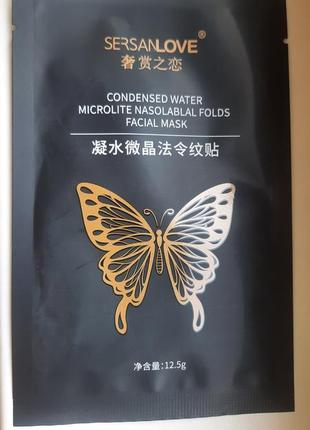 SERSANLOVE®
奢赏之恋
CONDENSED WATER
MICROLITE NASOLABLAL FOLDS
FACIAL MASK
凝水微晶法令纹贴
净含量:12.5g